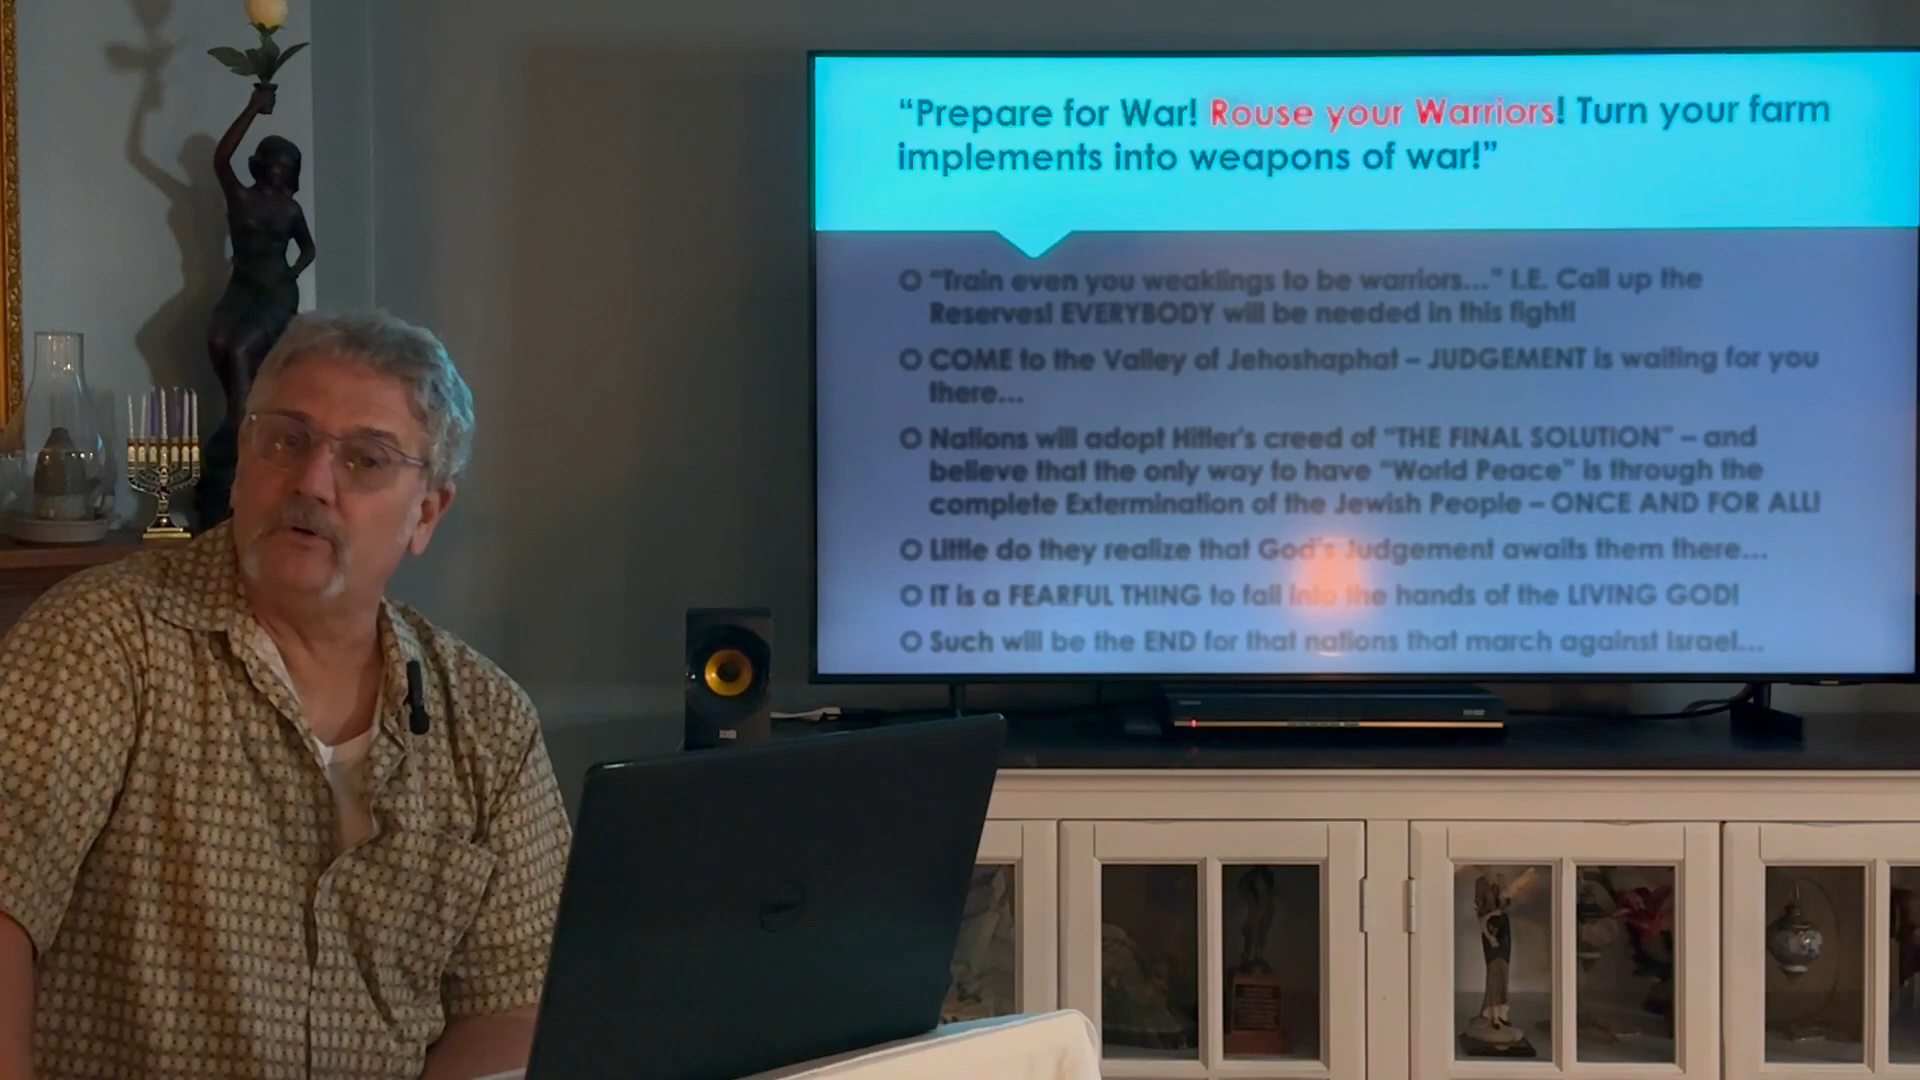 “Prepare for War! Rouse your Warriors! Turn your farm
implements into weapons of war!”
O “Train even you weaklings to be warriors...” I.E. Call up the
Reserves! EVERYBODY will be needed in this fight!
O COME to the Valley of Jehoshaphat – JUDGEMENT is waiting for you
there...
O Nations will adopt Hitler's creed of “THE FINAL SOLUTION” – and
believe that the only way to have “World Peace” is through the
complete Extermination of the Jewish People – ONCE AND FOR ALL!
O Little do they realize that God's Judgement awaits them there...
O IT is a FEARFUL THING to fall into the hands of the LIVING GOD!
O Such will be the END for that nations that march against Israel...